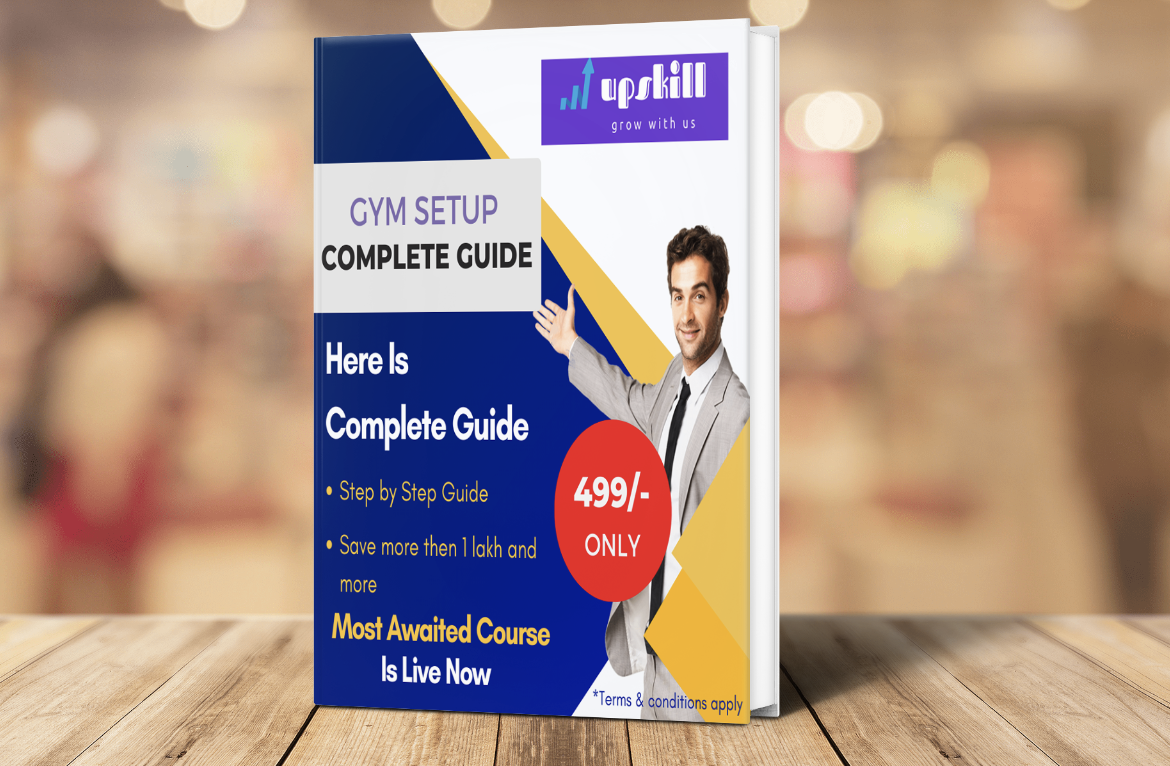 upskill
grow with us
GYM SETUP
COMPLETE GUIDE
Here Is
Complete Guide
• Step by Step Guide
• Save more then 1 lakh and
more
499/-
ONLY
Most Awaited Course
Is Live Now
*Terms & conditions apply